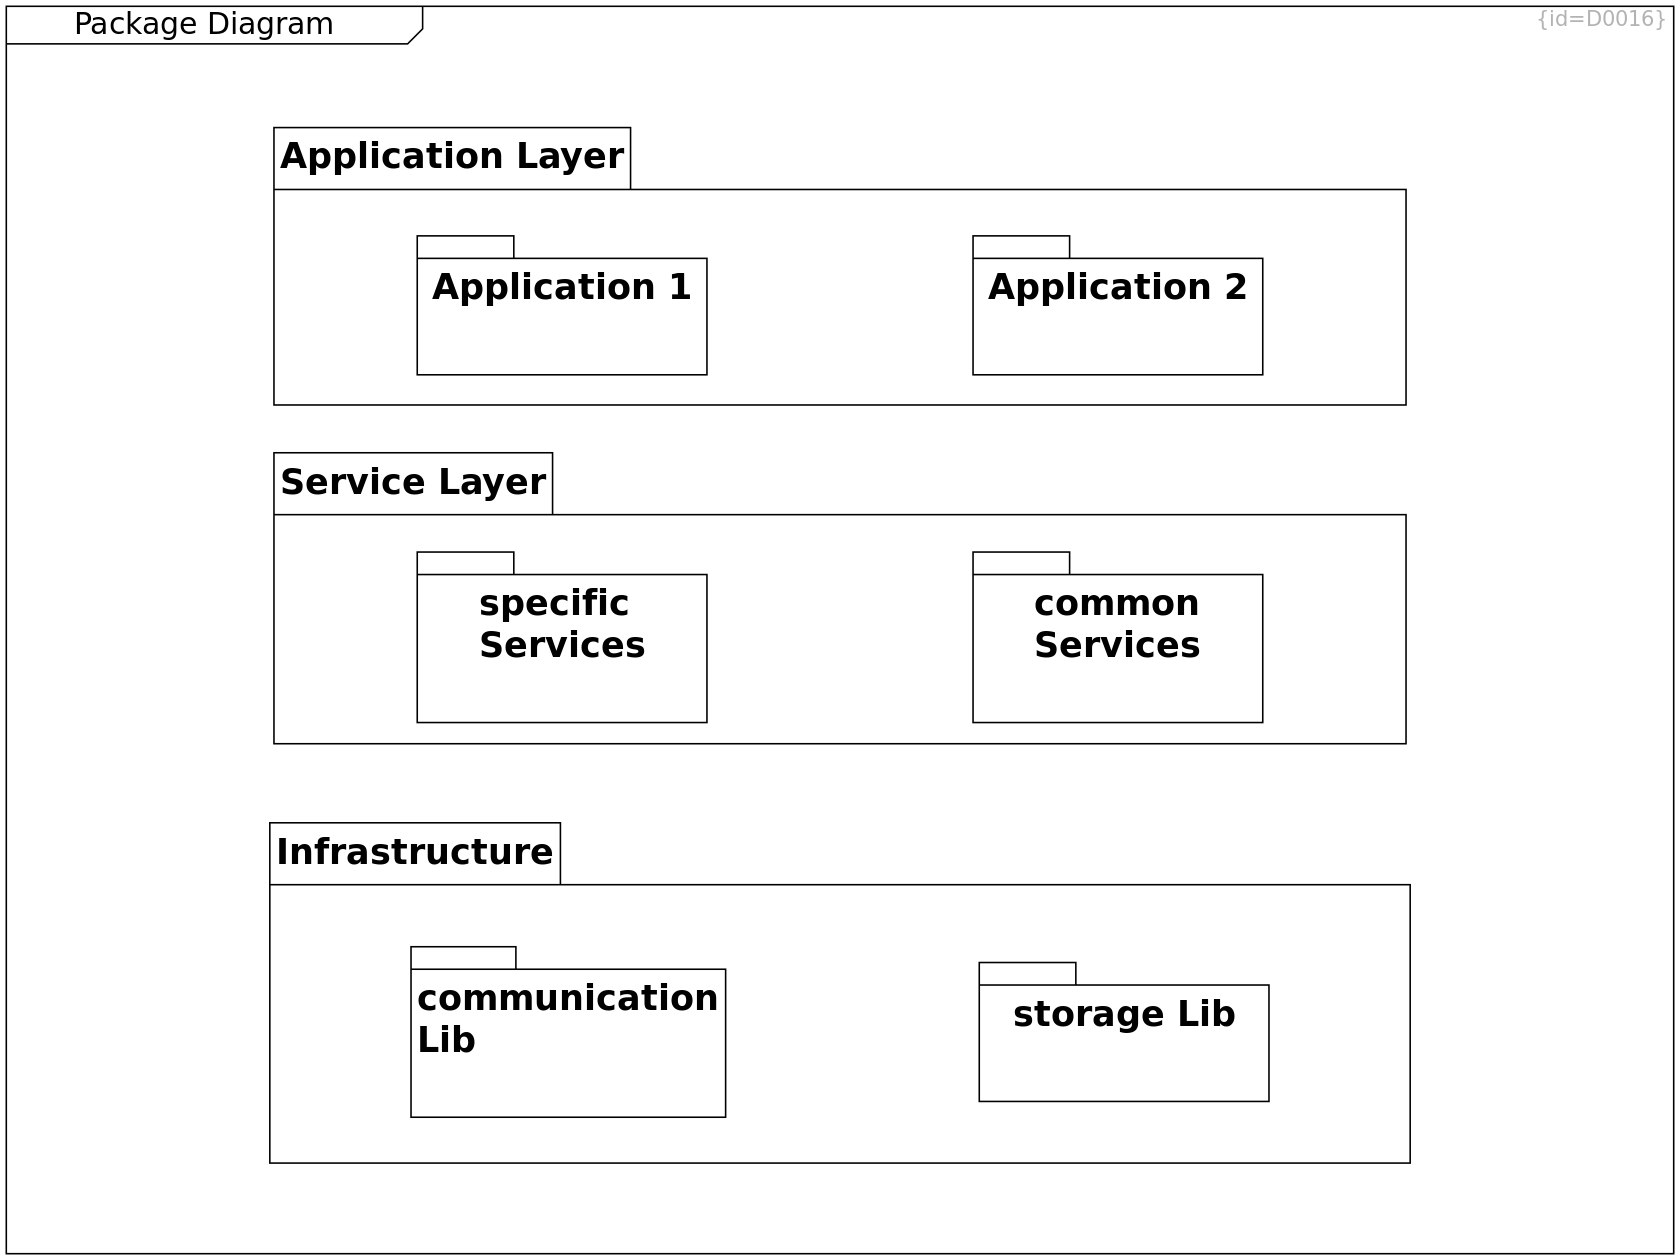 Package Diagram
{id=D0016}
Application Layer
Application 1
Application 2
Service Layer
specific
Services
common
Services
Infrastructure
communication
Lib
storage Lib